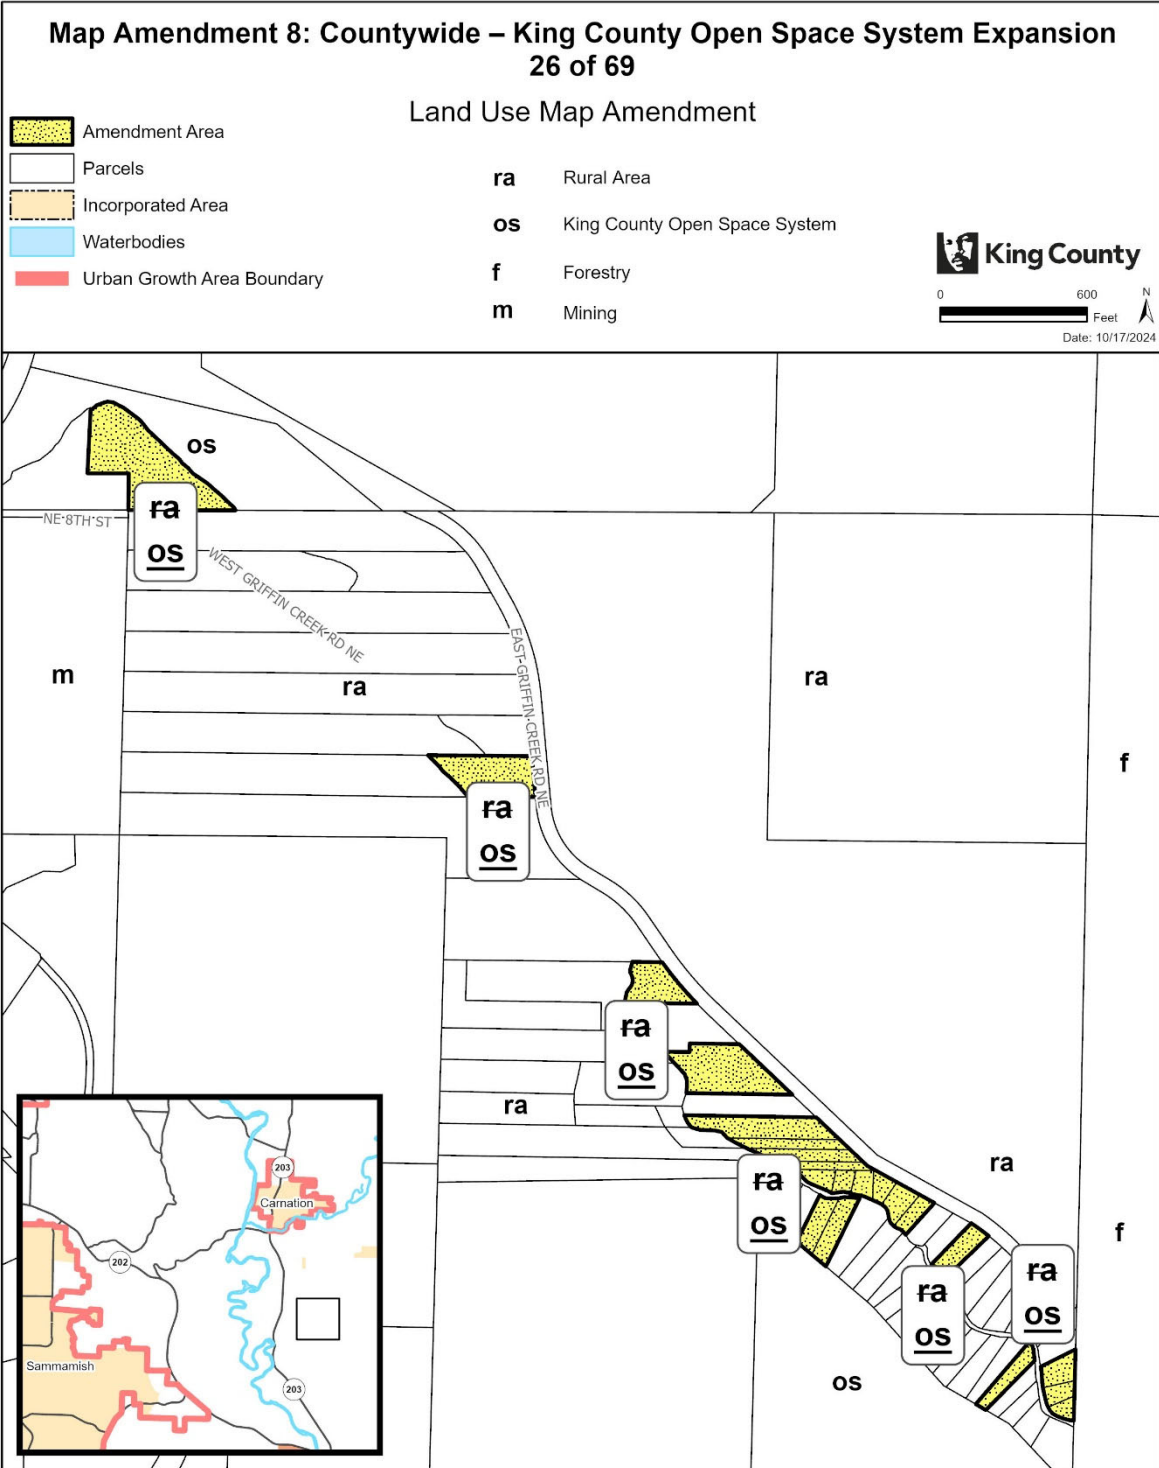 Map Amendment 8: Countywide – King County Open Space System Expansion
26 of 69
Land Use Map Amendment
Amendment Area
Parcels
Incorporated Area
Waterbodies
Urban Growth Area Boundary
ra Rural Area
os King County Open Space System
f Forestry
m Mining
King County
0 600
Feet
N
Date: 10/17/2024
os
ra
os
NE 8TH ST
WEST GRIFFIN CREEK RD NE
EAST GRIFFIN CREEK RD NE
m
ra
ra
f
ra
os
ra
os
ra
ra
ra
os
f
ra
os
ra
os
os
203
Carnation
202
Sammamish
203